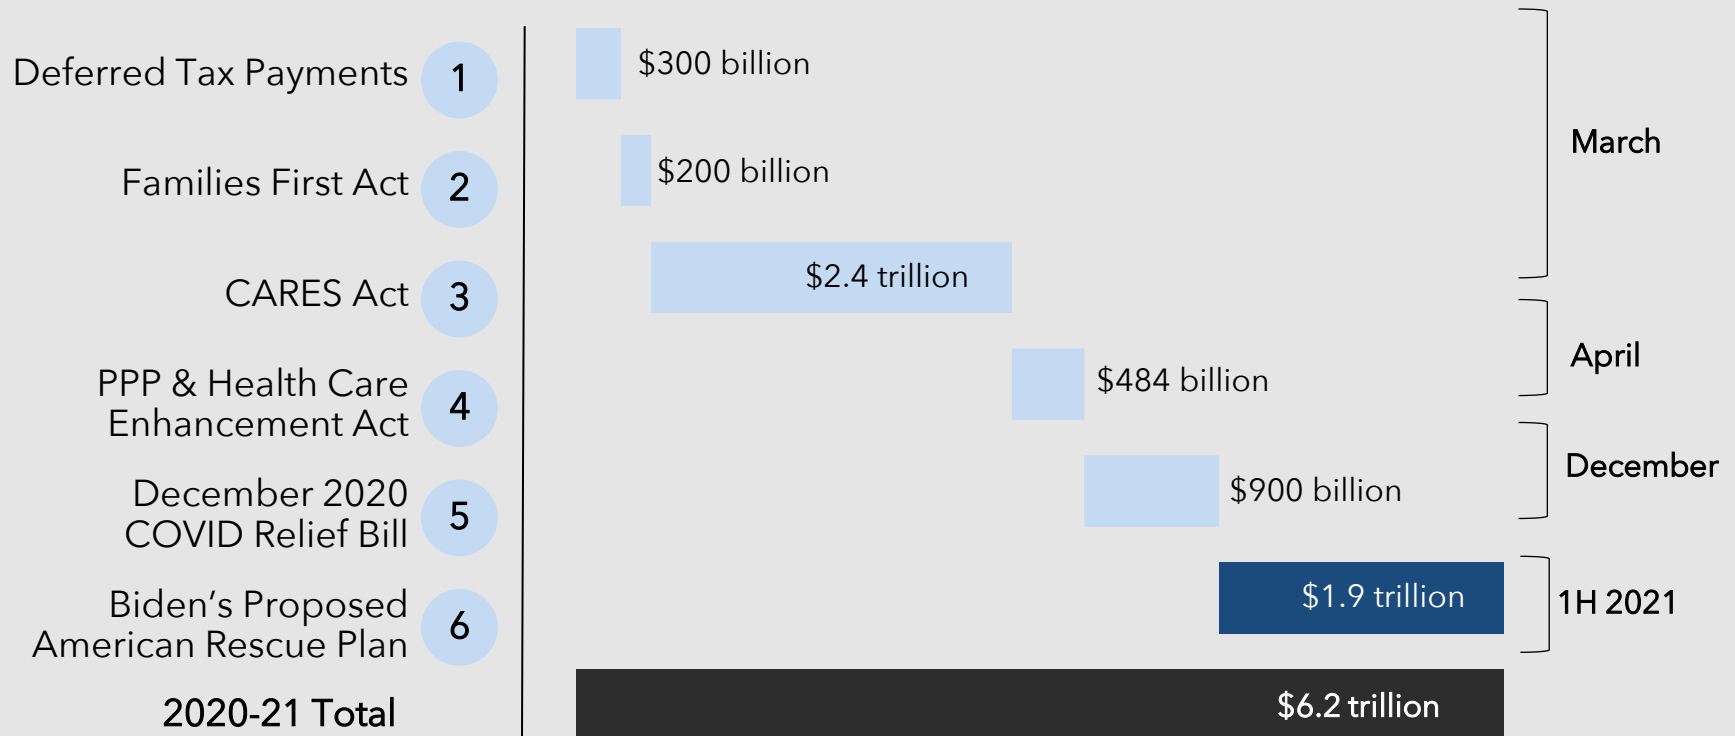 Deferred Tax Payments 1 $300 billion
Families First Act 2 $200 billion
March
CARES Act 3 $2.4 trillion
PPP & Health Care
Enhancement Act 4 $484 billion
April
December 2020
COVID Relief Bill 5 $900 billion
December
Biden’s Proposed
American Rescue Plan 6 $1.9 trillion
1H 2021
2020-21 Total $6.2 trillion